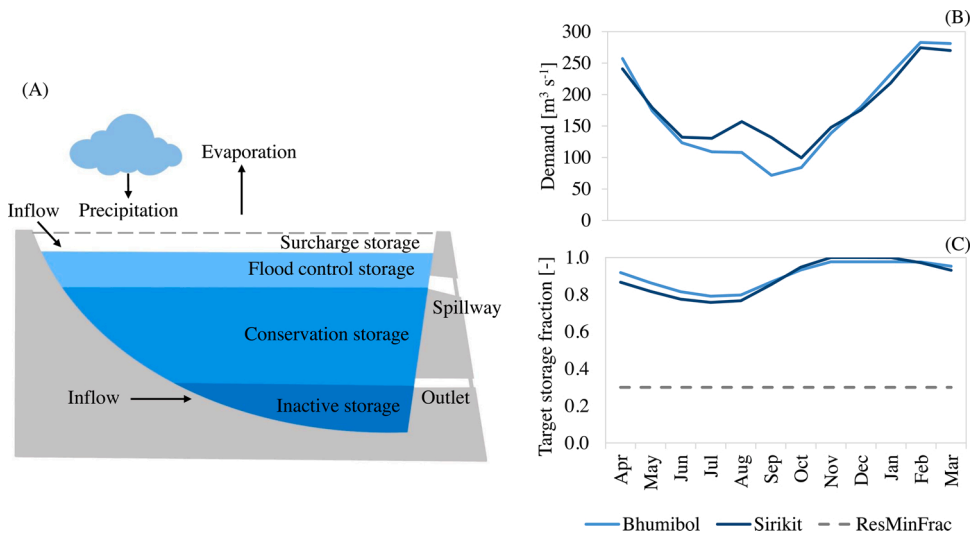 (A)
Evaporation
Inflow
Precipitation
Surcharge storage
Flood control storage
Spillway
Conservation storage
Inflow
Inactive storage
Outlet
(B)
Demand [m³ s⁻¹]
300
250
200
150
100
50
0
(C)
Target storage fraction [-]
1.0
0.8
0.6
0.4
0.2
0.0
Apr
May
Jun
Jul
Aug
Sep
Oct
Nov
Dec
Jan
Feb
Mar
Bhumibol
Sirikit
ResMinFrac